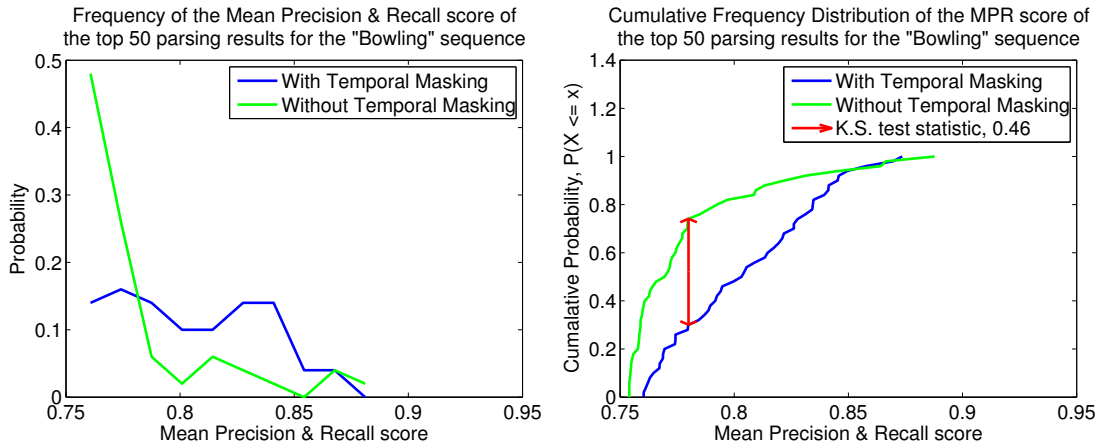 Frequency of the Mean Precision & Recall score of
the top 50 parsing results for the "Bowling" sequence
0.5
0.4
0.3
0.2
0.1
0
Probability
With Temporal Masking
Without Temporal Masking
0.75 0.8 0.85 0.9 0.95
Mean Precision & Recall score
Cumulative Frequency Distribution of the MPR score of
the top 50 parsing results for the "Bowling" sequence
1.4
1.2
1
0.8
0.6
0.4
0.2
0
Cumalative Probability, P(X <= x)
With Temporal Masking
Without Temporal Masking
K.S. test statistic, 0.46
0.75 0.8 0.85 0.9 0.95
Mean Precision & Recall score